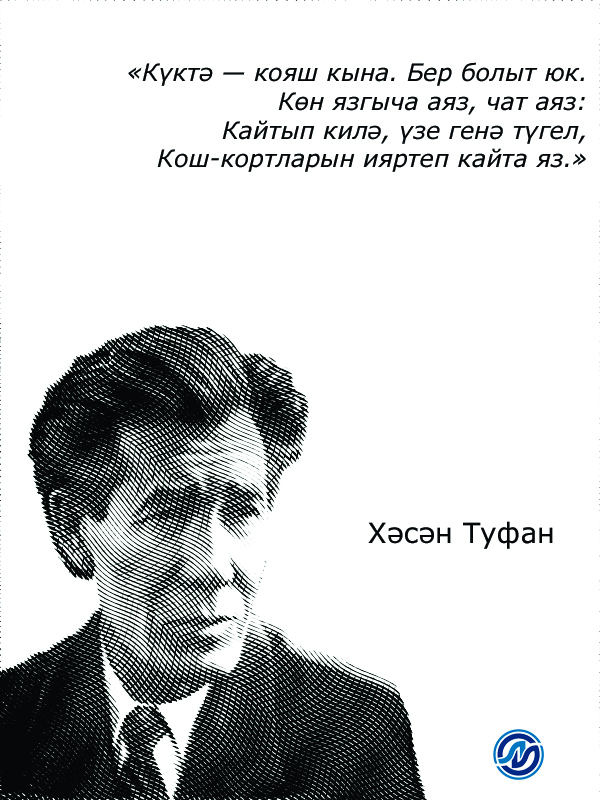 «Күктә — кояш кына. Бер болыт юк.
Көн язгыча аяз, чат аяз:
Кайтып килә, үзе генә түгел,
Кош-кортларын ияртеп кайта яз.»
Хәсән Туфан